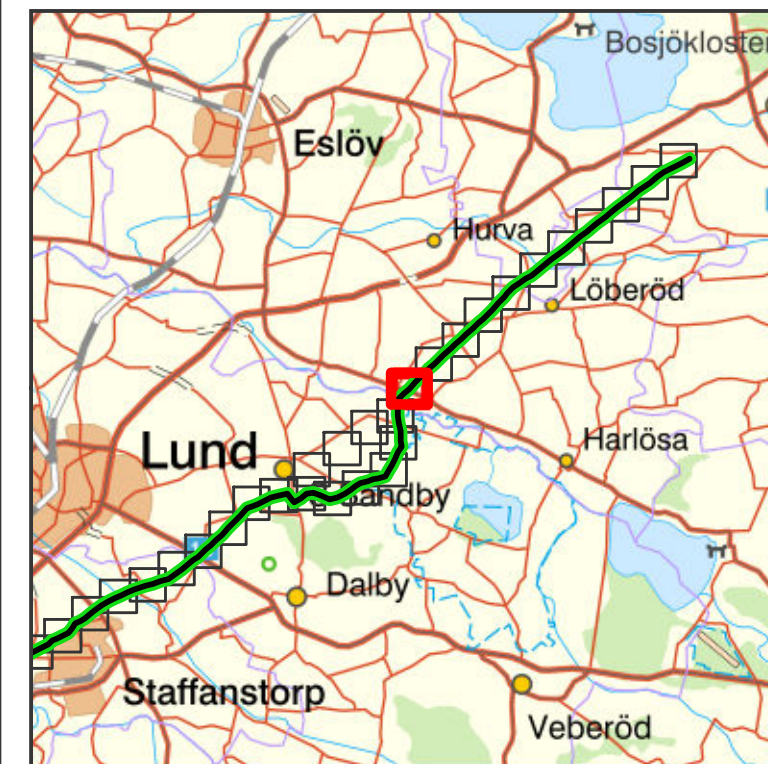 Bosjökloster
Eslöv
Hurva
Löberöd
Lund
Harlösa
Sandby
Dalby
Staffanstorp
Veberöd